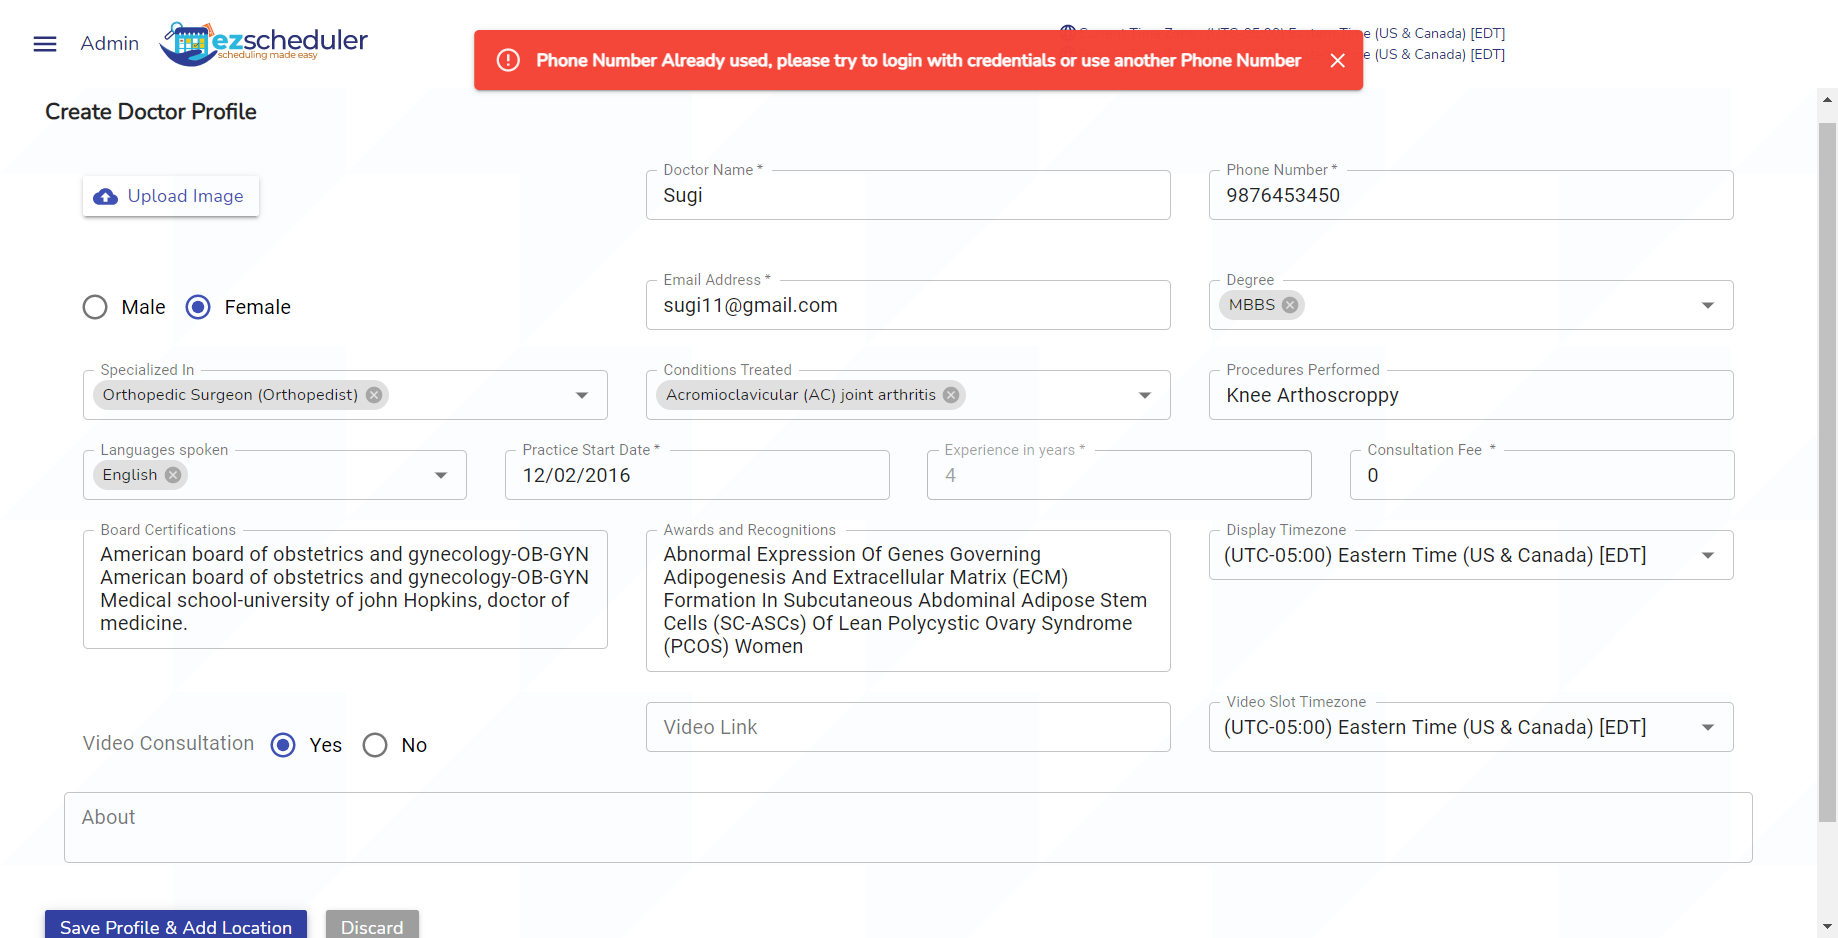 Admin
ezscheduler
scheduling made easy
e (US & Canada) [EDT]
e (US & Canada) [EDT]
Phone Number Already used, please try to login with credentials or use another Phone Number
Create Doctor Profile
Upload Image
Doctor Name *
Sugi
Phone Number *
9876453450
Male
Female
Email Address *
sugi11@gmail.com
Degree
MBBS
Specialized In
Orthopedic Surgeon (Orthopedist)
Conditions Treated
Acromioclavicular (AC) joint arthritis
Procedures Performed
Knee Arthoscroppy
Languages spoken
English
Practice Start Date *
12/02/2016
Experience in years *
4
Consultation Fee *
0
Board Certifications
American board of obstetrics and gynecology-OB-GYN
American board of obstetrics and gynecology-OB-GYN
Medical school-university of john Hopkins, doctor of
medicine.
Awards and Recognitions
Abnormal Expression Of Genes Governing
Adipogenesis And Extracellular Matrix (ECM)
Formation In Subcutaneous Abdominal Adipose Stem
Cells (SC-ASCs) Of Lean Polycystic Ovary Syndrome
(PCOS) Women
Display Timezone
(UTC-05:00) Eastern Time (US & Canada) [EDT]
Video Consultation
Yes
No
Video Link
Video Slot Timezone
(UTC-05:00) Eastern Time (US & Canada) [EDT]
About
Save Profile & Add Location
Discard